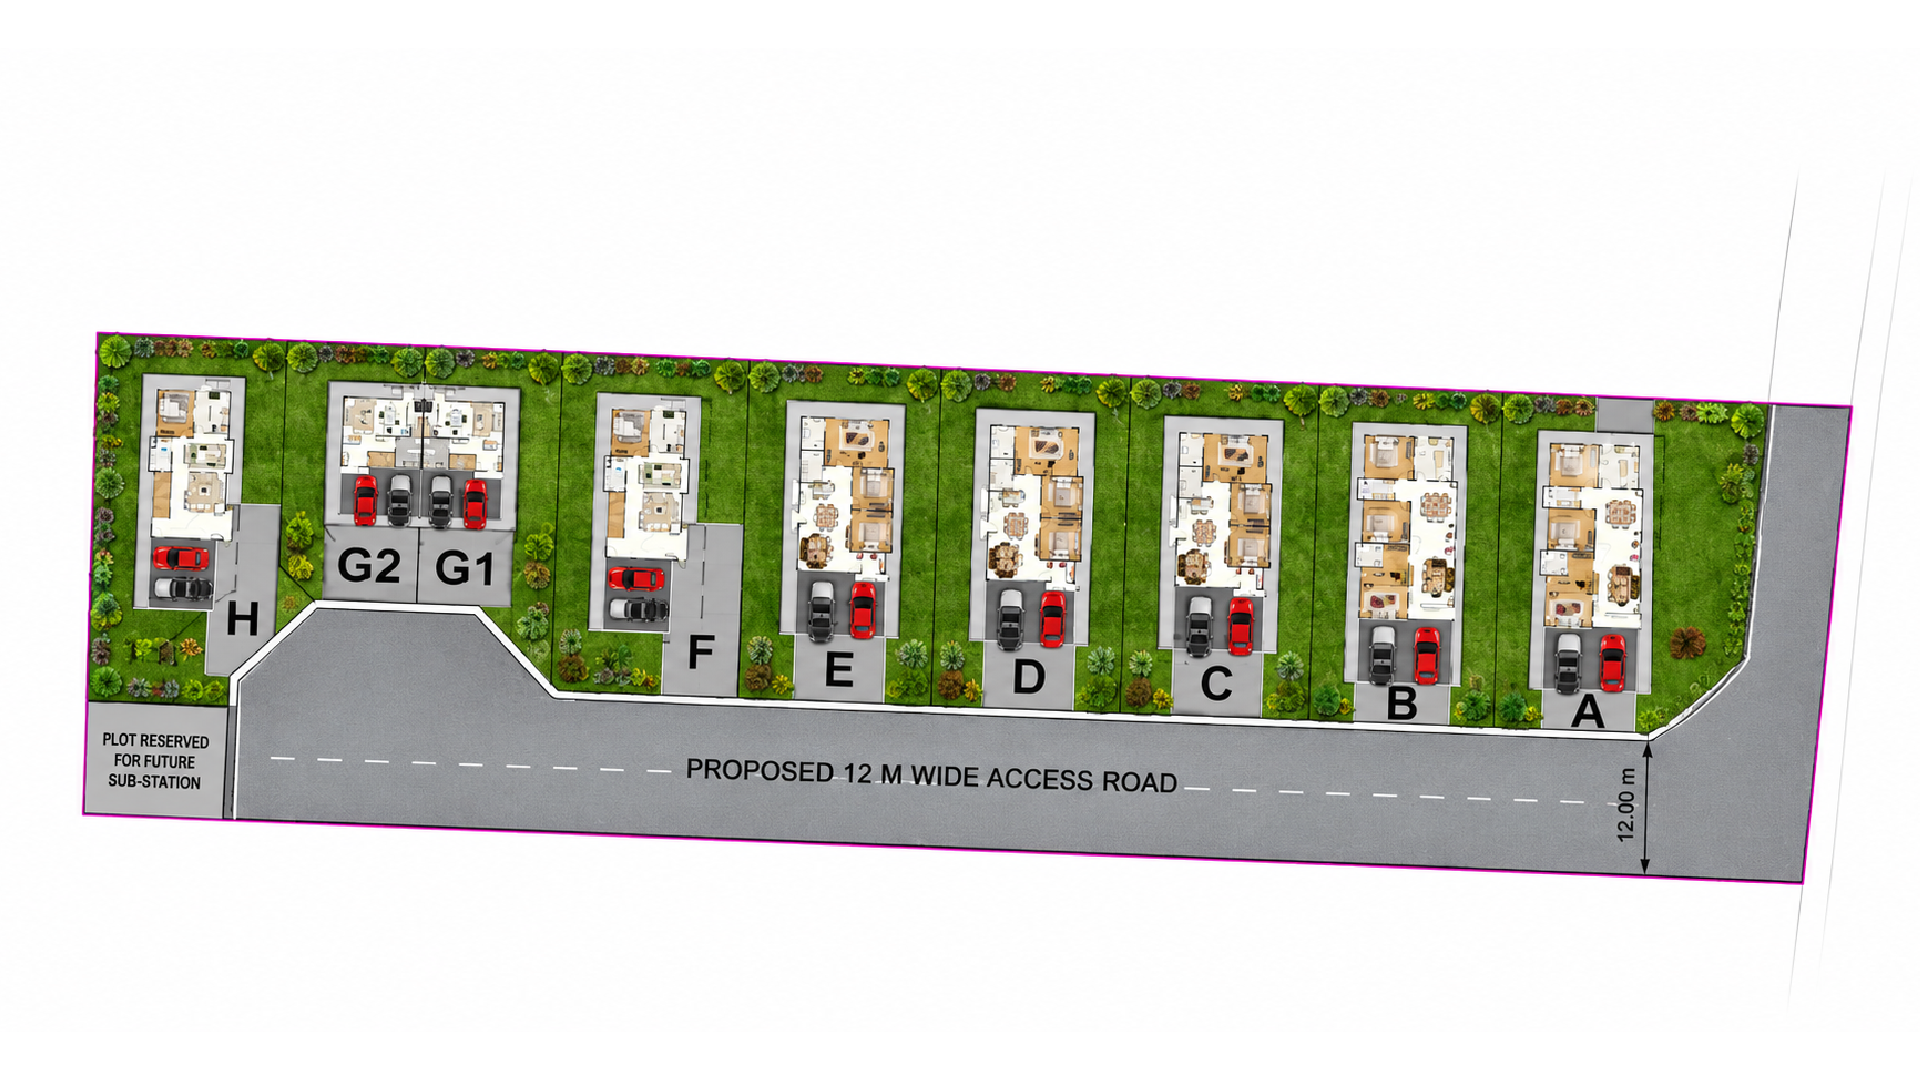 H
G2
G1
F
E
D
C
B
A
PLOT RESERVED
FOR FUTURE
SUB-STATION
PROPOSED 12 M WIDE ACCESS ROAD
12.00 m